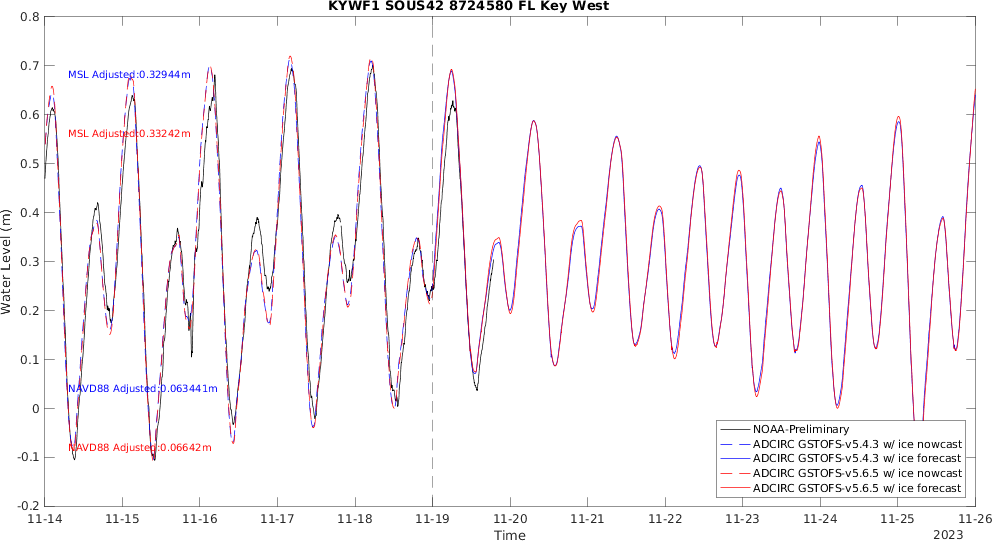 KYWF1 SOUS42 8724580 FL Key West
0.8
0.7
0.6
0.5
0.4
0.3
0.2
0.1
0
-0.1
-0.2
Water Level (m)
MSL Adjusted:0.32944m
MSL Adjusted:0.33242m
NAVD88 Adjusted:0.063441m
NAVD88 Adjusted:0.06642m
NOAA-Preliminary
ADCIRC GSTOFS-v5.4.3 w/ ice nowcast
ADCIRC GSTOFS-v5.4.3 w/ ice forecast
ADCIRC GSTOFS-v5.6.5 w/ ice nowcast
ADCIRC GSTOFS-v5.6.5 w/ ice forecast
11-14 11-15 11-16 11-17 11-18 11-19 11-20 11-21 11-22 11-23 11-24 11-25 11-26
Time
2023